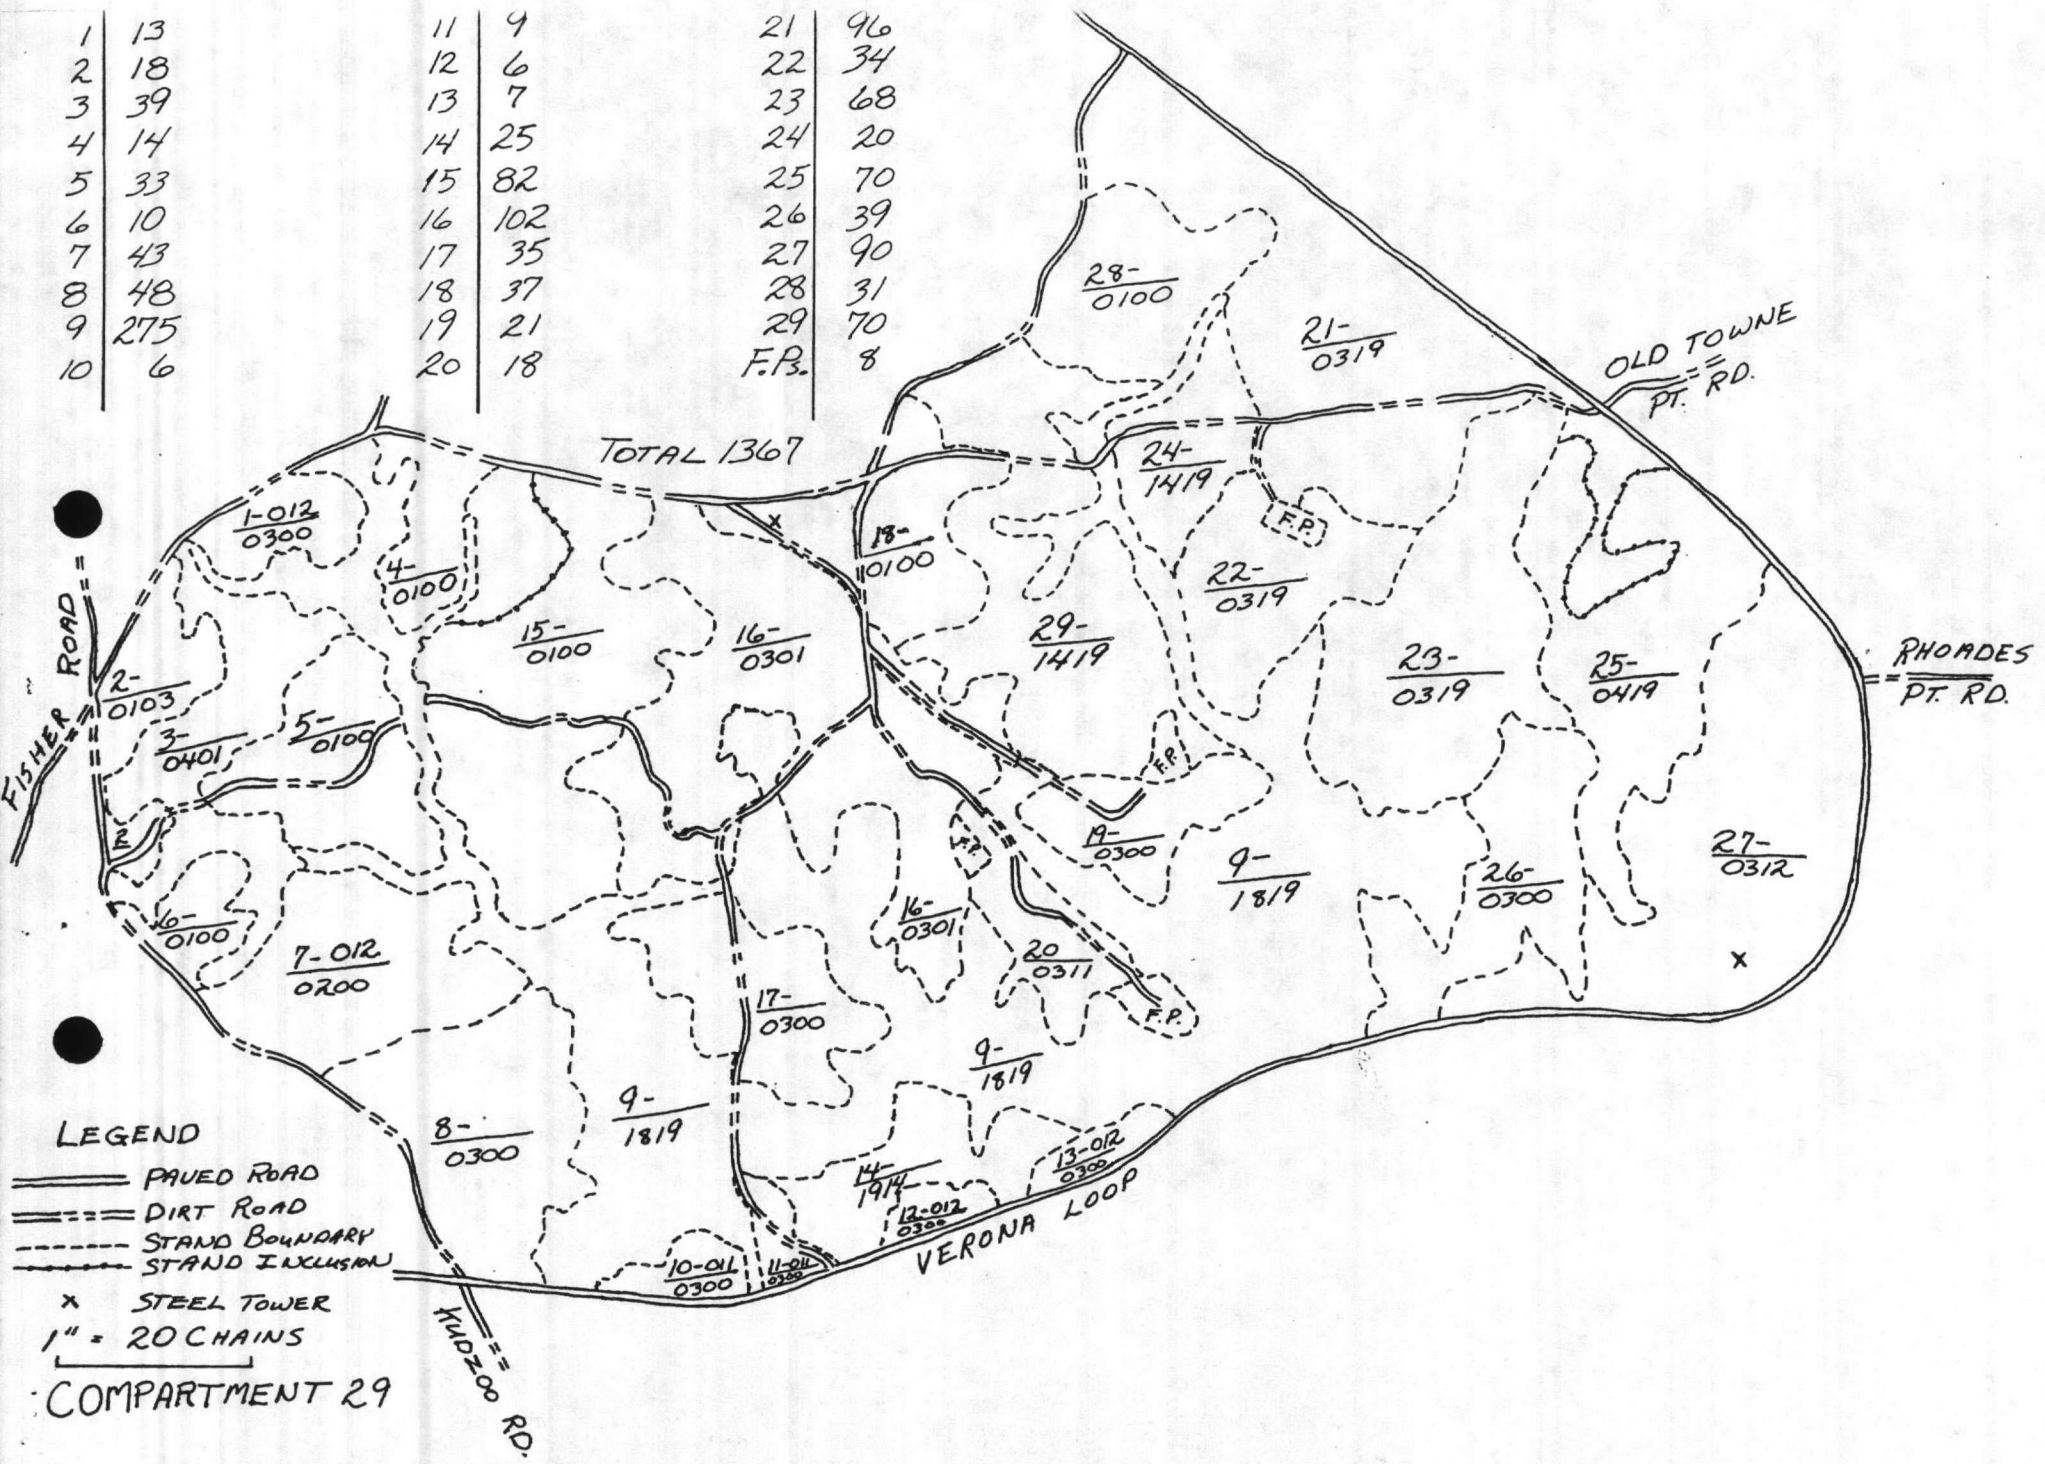 1 13 11 9 21 96
2 18 12 6 22 34
3 39 13 7 23 68
4 14 14 25 24 20
5 33 15 82 25 70
6 10 16 102 26 39
7 43 17 35 27 90
8 48 18 37 28 31
9 275 19 21 29 70
10 6 20 18 F.P.s. 8
TOTAL 1367
28-
0100
21-
0319
OLD TOWNE
PT. RD.
24-
1419
F.P.
1-012
0300
4-
0100
18-
0100
22-
0319
15-
0100
16-
0301
29-
1419
23-
0319
25-
0419
RHOADES
PT. RD.
FISHER ROAD
2-
0103
3-
0401
5-
0100
F.P.
2
F.P.
19-
0300
9-
1819
26-
0300
27-
0312
6-
0100
7-012
0200
16-
0301
20
0311
17-
0300
F.P.
9-
1819
8-
0300
9-
1819
14-
1914
13-012
0300
12-012
0300
10-011
0300
11-011
0300
VERONA LOOP
KUDZOO RD.
LEGEND
PAVED ROAD
DIRT ROAD
STAND BOUNDARY
STAND INCLUSION
X STEEL TOWER
1" = 20 CHAINS
COMPARTMENT 29